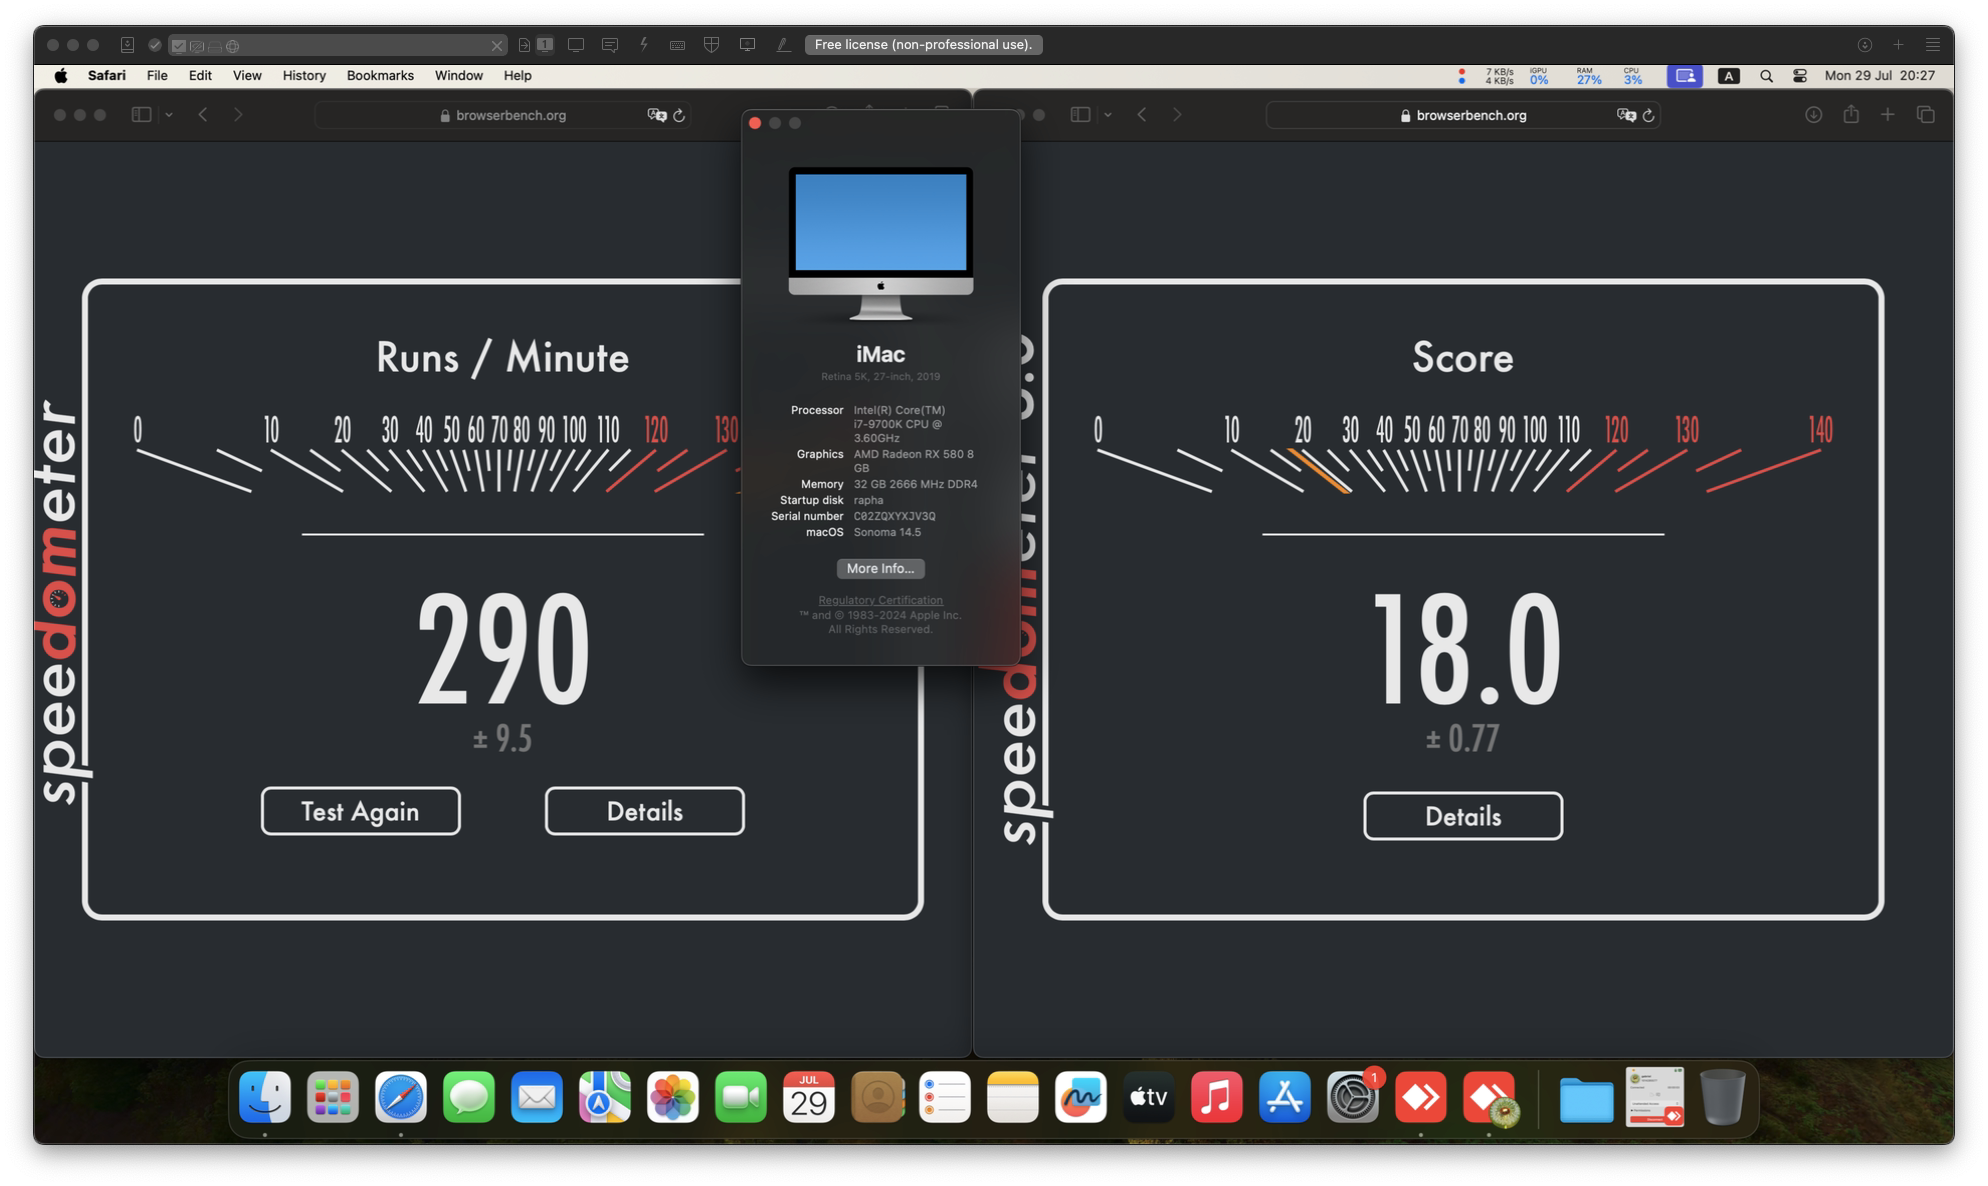 1
Free license (non-professional use).
Safari File Edit View History Bookmarks Window Help
7 KB/s
4 KB/s
iGPU
0%
RAM
27%
CPU
3%
A
Mon 29 Jul 20:27
browserbench.org
browserbench.org
speedometer
Runs / Minute
0 10 20 30 40 50 60 70 80 90 100 110 120 130
290
± 9.5
Test Again
Details
iMac
Retina 5K, 27-inch, 2019
Processor Intel(R) Core(TM)
i7-9700K CPU @
3.60GHz
Graphics AMD Radeon RX 580 8
GB
Memory 32 GB 2666 MHz DDR4
Startup disk rapha
Serial number C02ZQXYXJV3Q
macOS Sonoma 14.5
More Info...
Regulatory Certification
™ and © 1983-2024 Apple Inc.
All Rights Reserved.
speedometer 3.0
Score
0 10 20 30 40 50 60 70 80 90 100 110 120 130 140
18.0
± 0.77
Details
JUL
29
tv
1